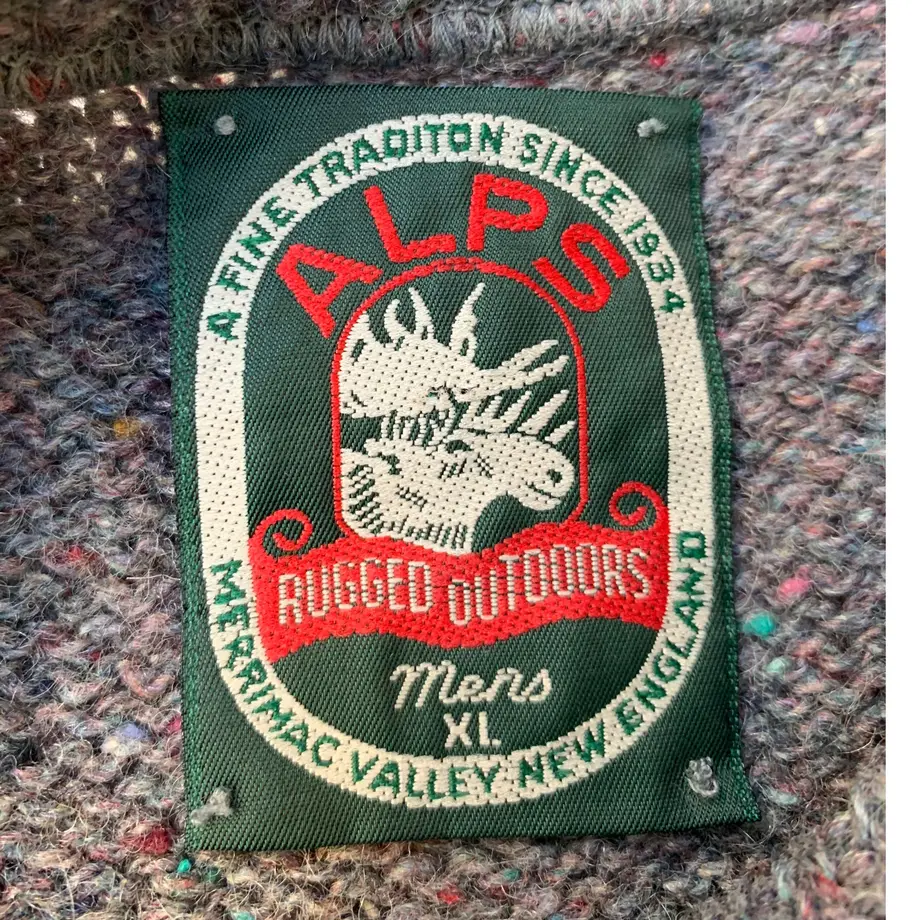 A FINE TRADITON SINCE 1934
ALPS
RUGGED OUTDOORS
Mens
XL
MERRIMAC VALLEY NEW ENGLAND